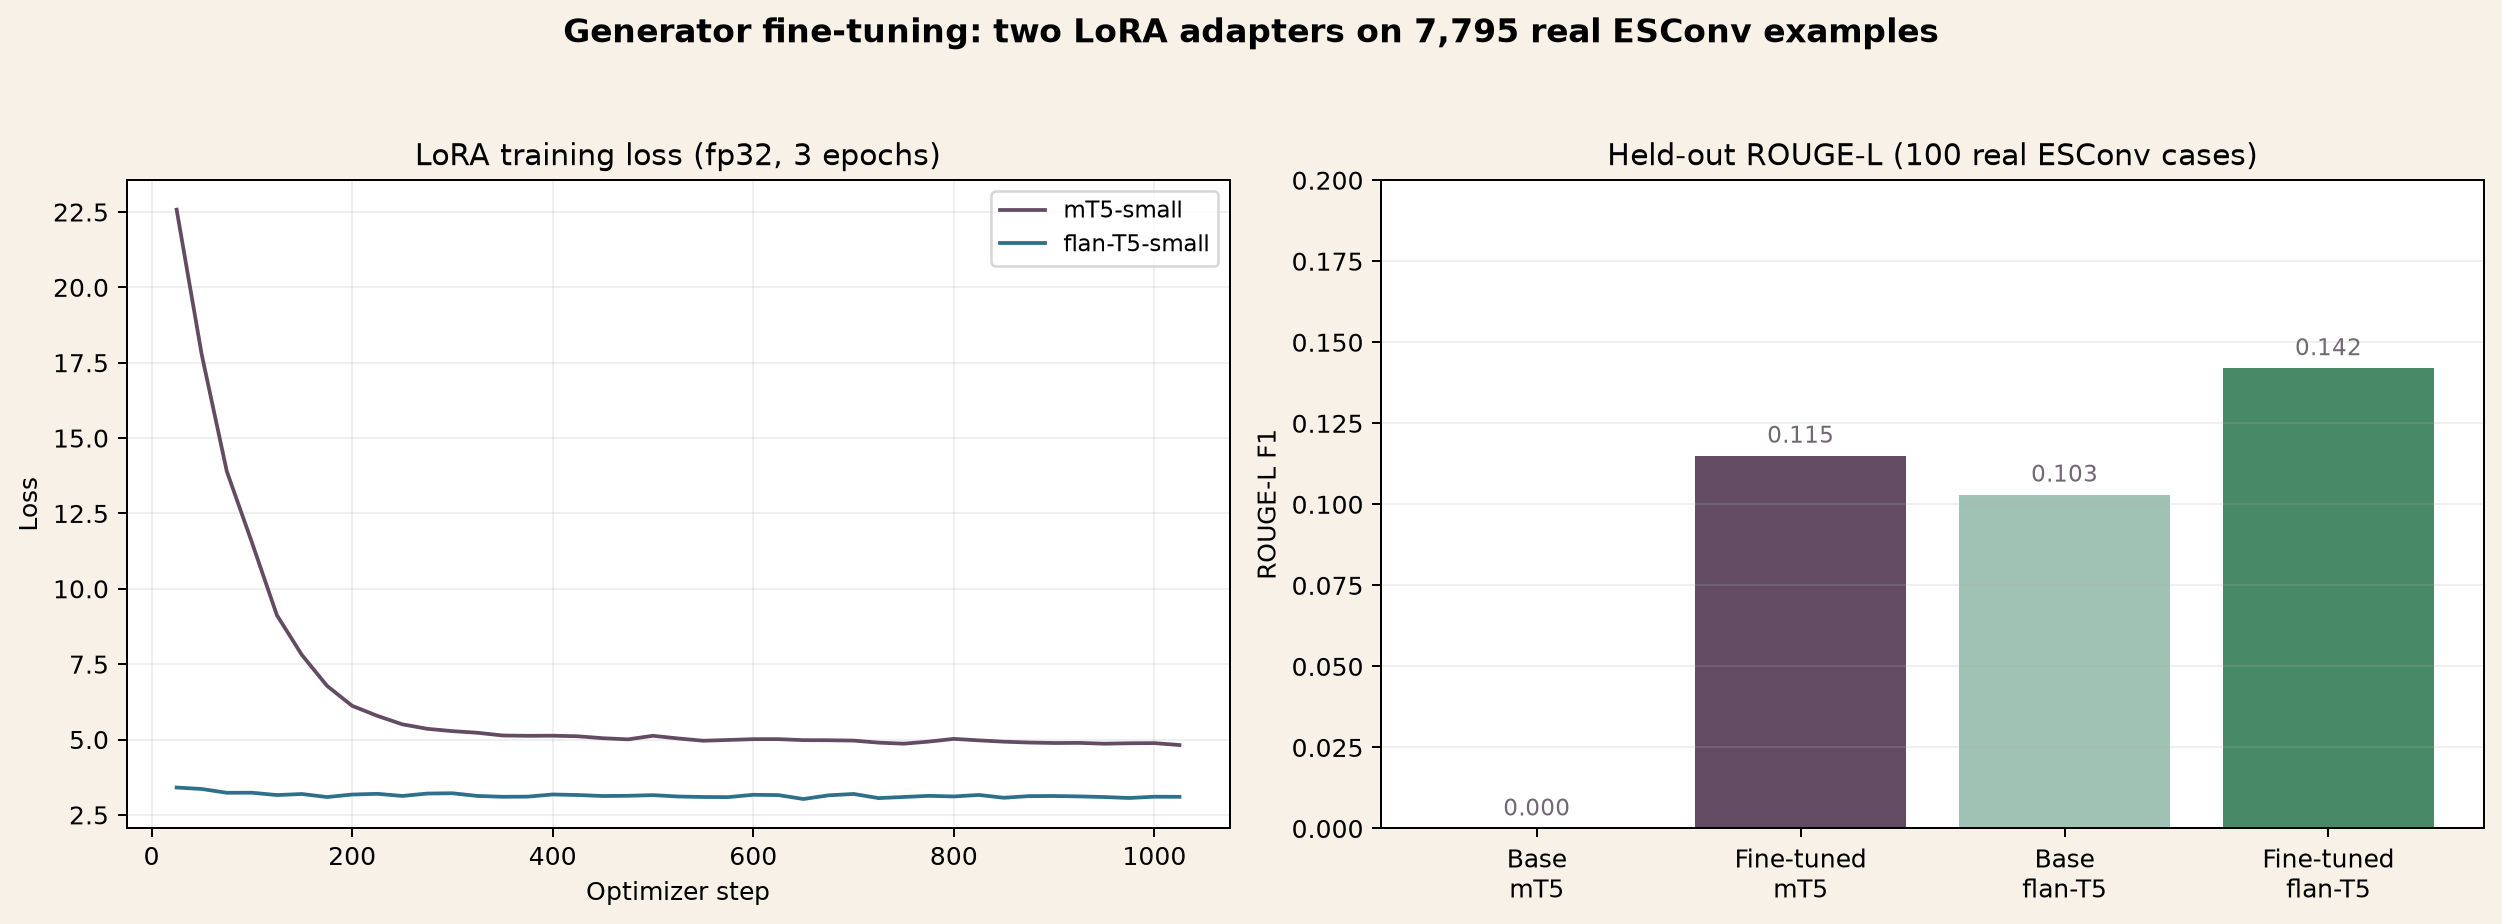 Generator fine-tuning: two LoRA adapters on 7,795 real ESConv examples
LoRA training loss (fp32, 3 epochs)
mT5-small
flan-T5-small
22.5
20.0
17.5
15.0
12.5
10.0
7.5
5.0
2.5
Loss
0
200
400
600
800
1000
Optimizer step
Held-out ROUGE-L (100 real ESConv cases)
0.200
0.175
0.150
0.125
0.100
0.075
0.050
0.025
0.000
ROUGE-L F1
0.000
0.115
0.103
0.142
Base
mT5
Fine-tuned
mT5
Base
flan-T5
Fine-tuned
flan-T5